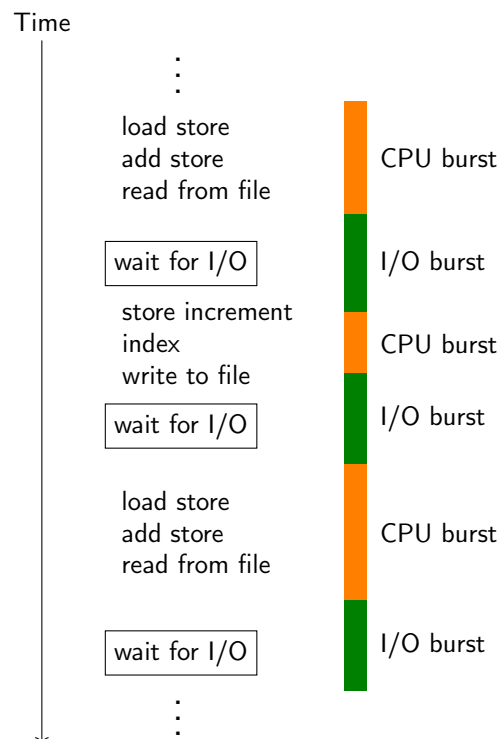 Time
load store
add store
read from file
CPU burst
wait for I/O
I/O burst
store increment
index
write to file
CPU burst
wait for I/O
I/O burst
load store
add store
read from file
CPU burst
wait for I/O
I/O burst